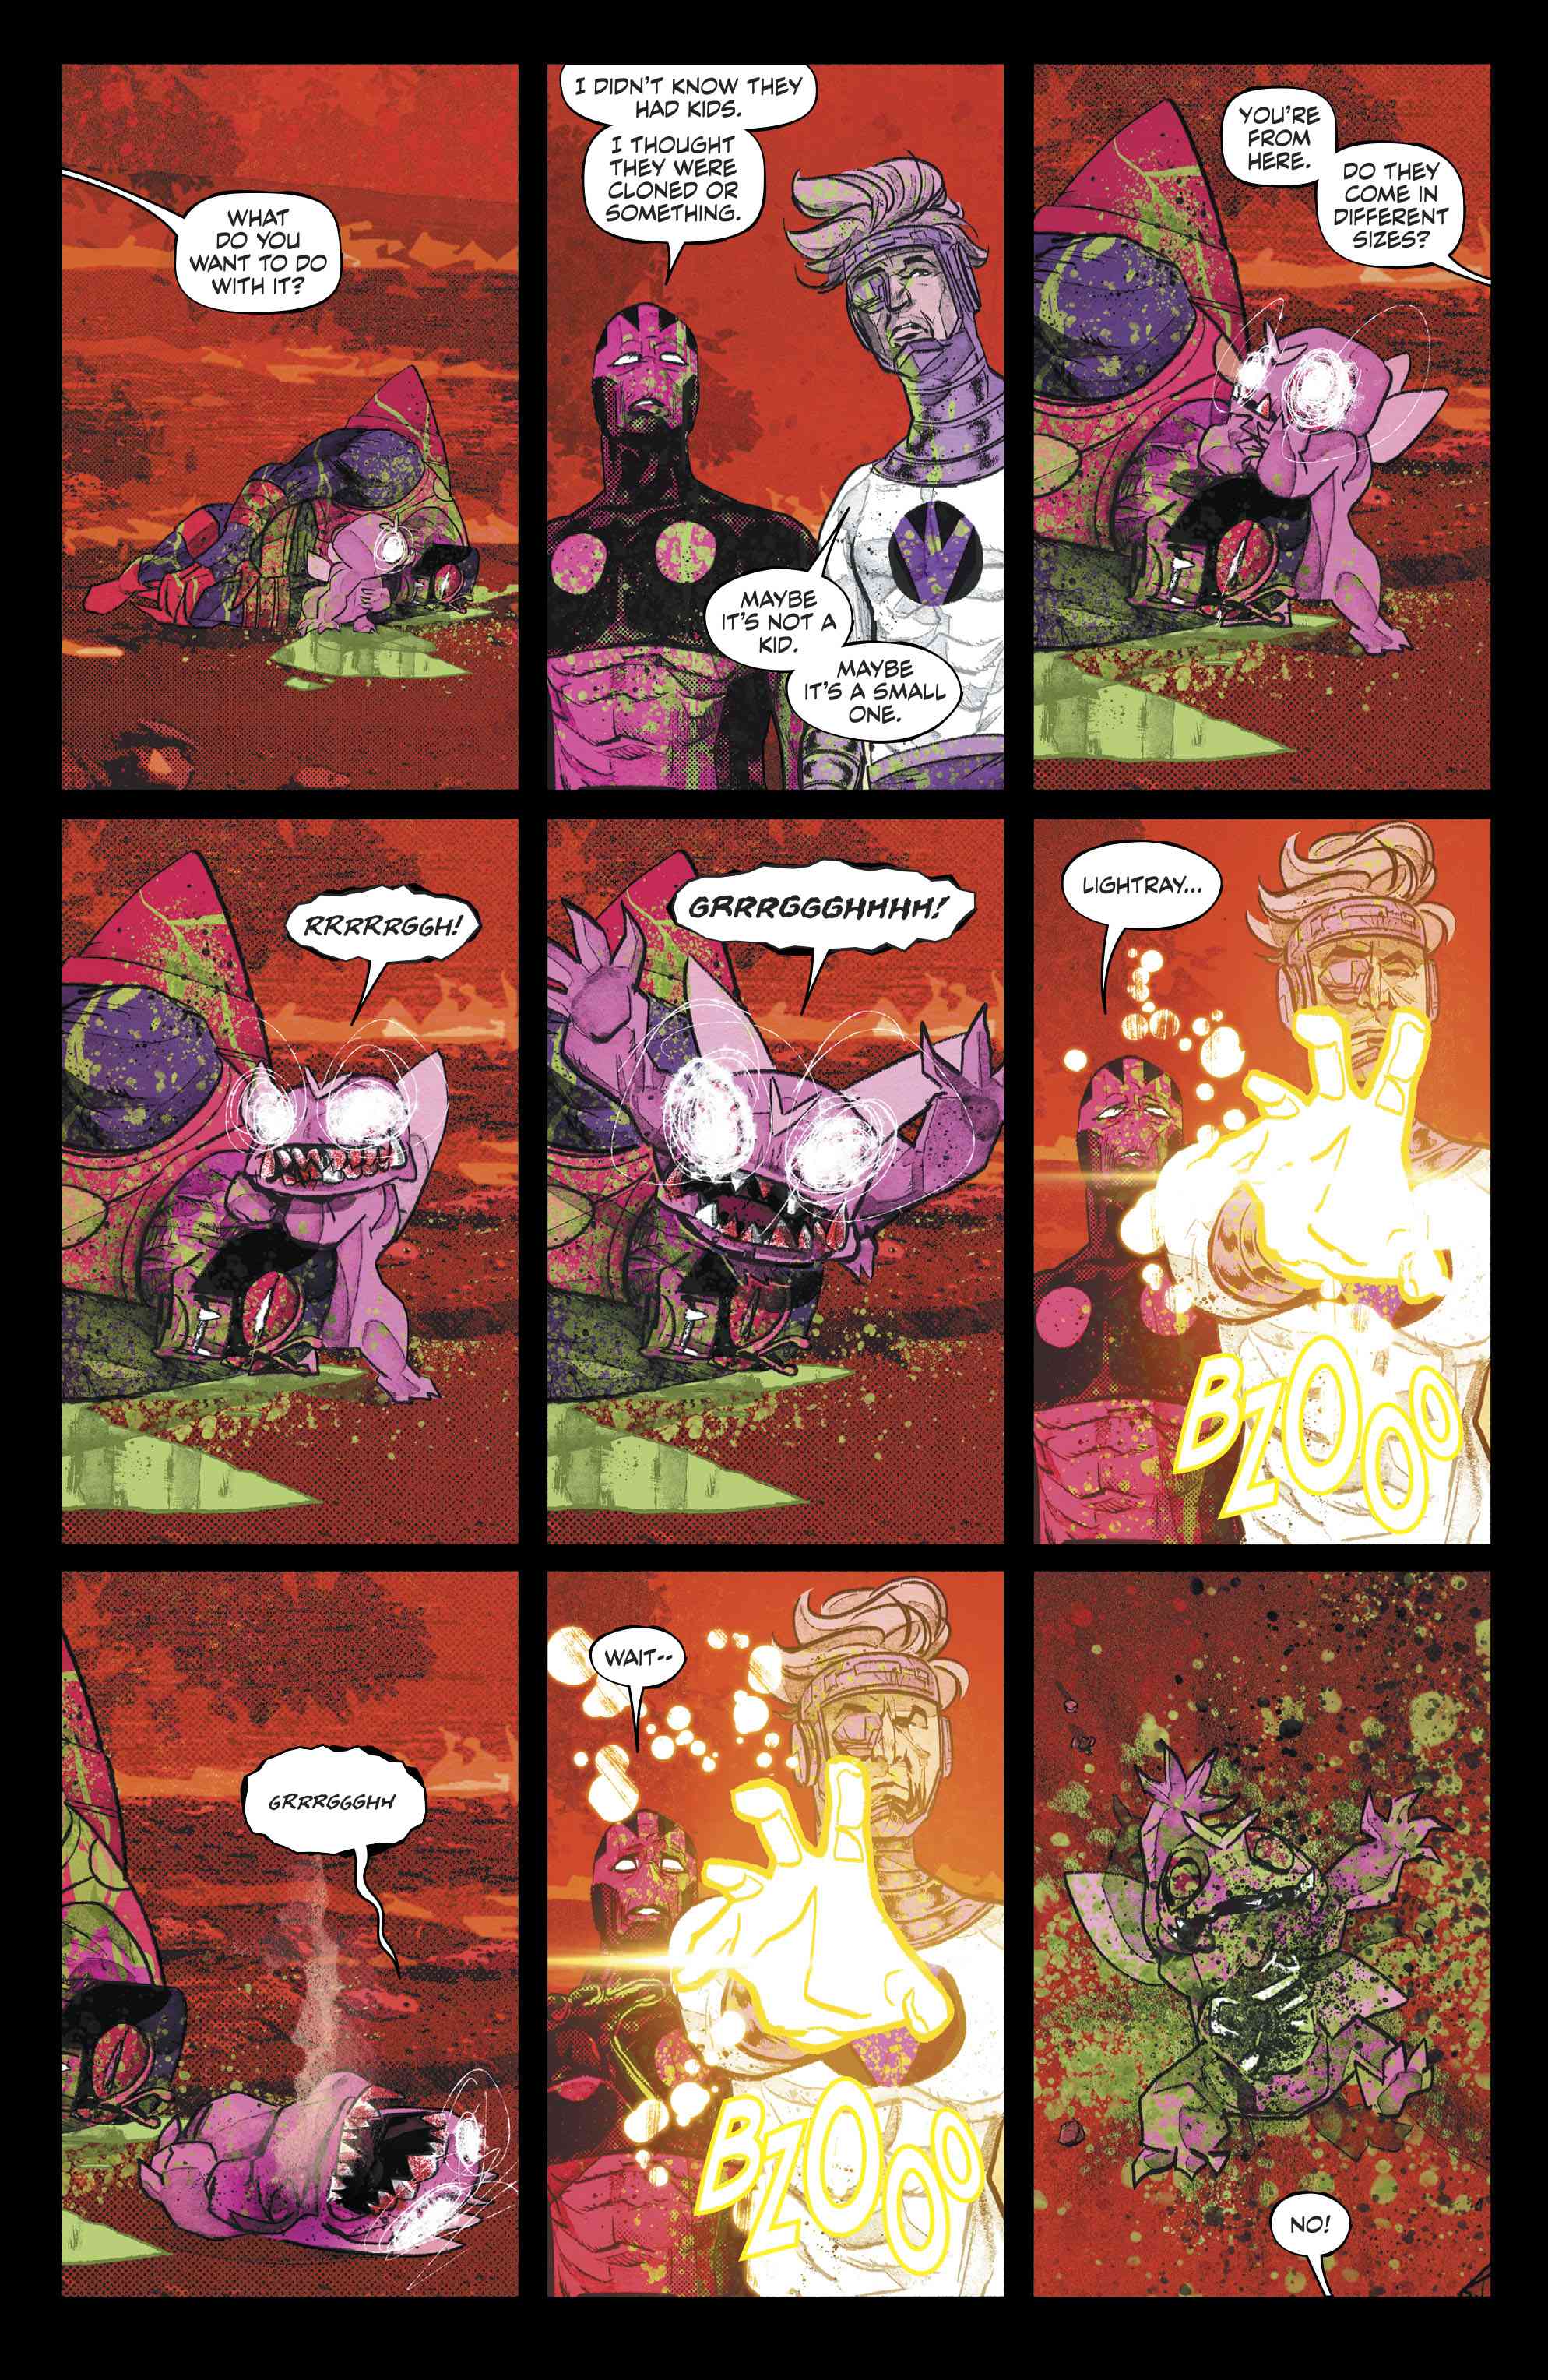 WHAT
DO YOU
WANT TO DO
WITH IT?
I DIDN'T KNOW THEY
HAD KIDS.
I THOUGHT
THEY WERE
CLONED OR
SOMETHING.
MAYBE
IT'S NOT A
KID.
MAYBE
IT'S A SMALL
ONE.
YOU'RE
FROM
HERE.
DO THEY
COME IN
DIFFERENT
SIZES?
RRRRRGGH!
GRRRGGGHHHH!
LIGHTRAY...
BZOOO
GRRRGGGHH
WAIT--
BZOOO
NO!